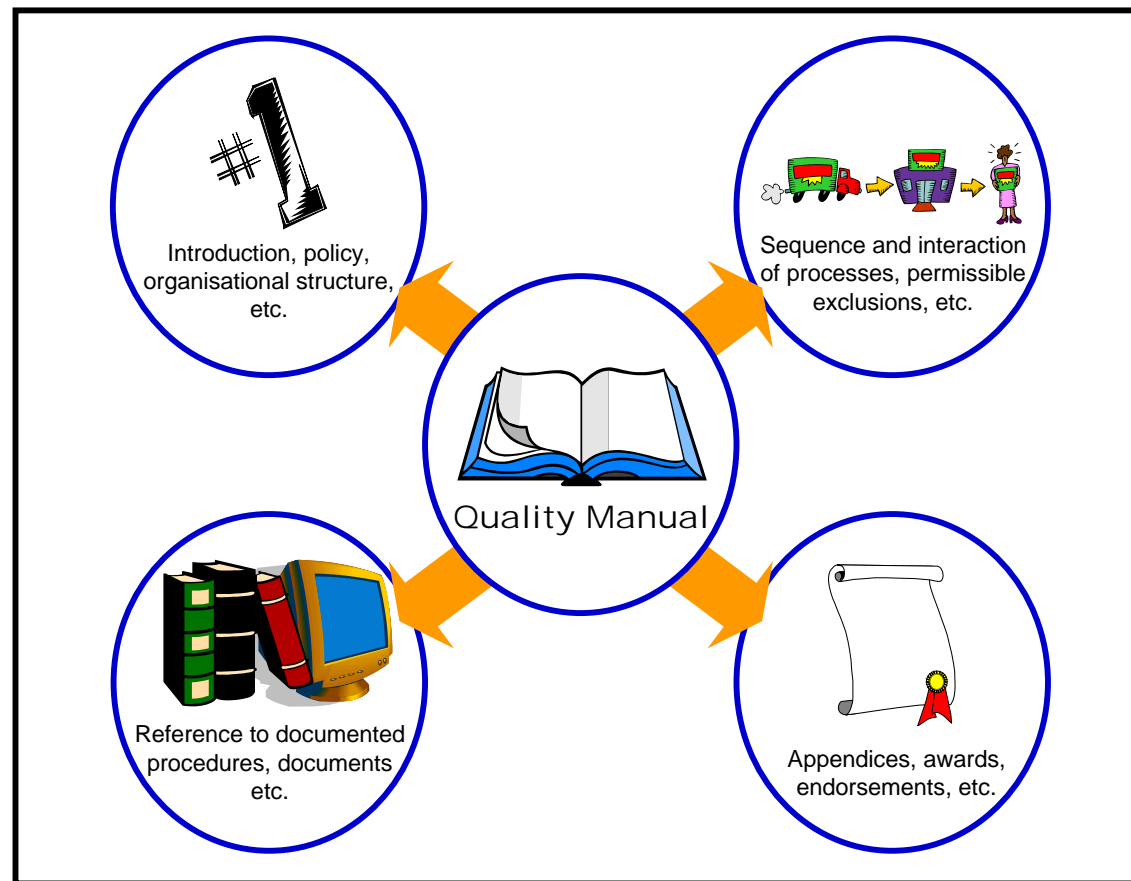 #1
Introduction, policy,
organisational structure,
etc.
Sequence and interaction
of processes, permissible
exclusions, etc.
Quality Manual
Reference to documented
procedures, documents
etc.
Appendices, awards,
endorsements, etc.